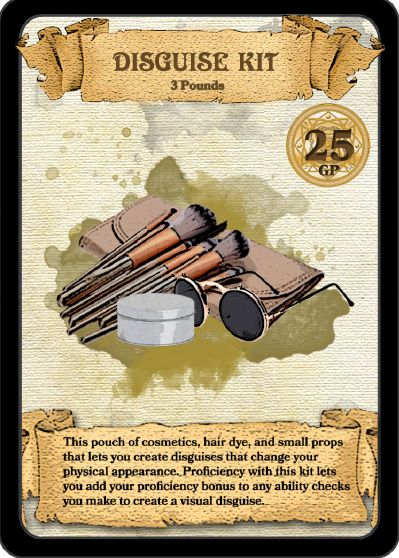 DISGUISE KIT
3 Pounds
25
GP
This pouch of cosmetics, hair dye, and small props
that lets you create disguises that change your
physical appearance. Proficiency with this kit lets
you add your proficiency bonus to any ability checks
you make to create a visual disguise.